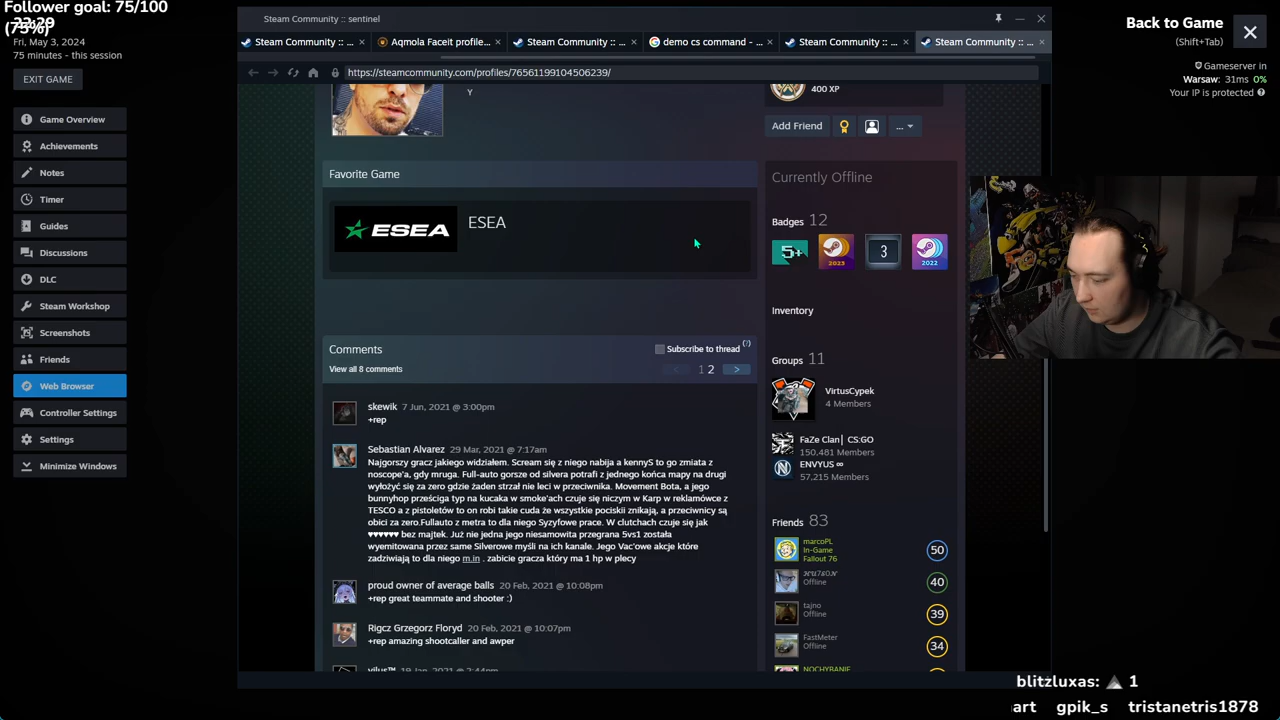 Follower goal: 75/100
(75%)
22:29
Fri, May 3, 2024
75 minutes - this session
EXIT GAME
Game Overview
Achievements
Notes
Timer
Guides
Discussions
DLC
Steam Workshop
Screenshots
Friends
Web Browser
Controller Settings
Settings
Minimize Windows
Steam Community :: sentinel
Steam Community :: ...
Aqmola Faceit profile...
Steam Community :: ...
demo cs command - ...
Steam Community :: ...
Steam Community :: ...
https://steamcommunity.com/profiles/76561199104506239/
Back to Game
(Shift+Tab)
Gameserver in
Warsaw: 31ms 0%
Your IP is protected
Y
400 XP
Add Friend
...
Favorite Game
ESEA
ESEA
Currently Offline
Badges 12
5+
2023
3
2022
Inventory
Groups 11
VirtusCypek
4 Members
FaZe Clan| CS:GO
150,481 Members
ENVYUS ∞
57,215 Members
Friends 83
marcoPL
In-Game
Fallout 76
50
Offline
40
tajno
Offline
39
FastMeter
Offline
34
NOCHYBANIE
Comments
Subscribe to thread (?)
View all 8 comments
< 1 2 >
skewik 7 Jun, 2021 @ 3:00pm
+rep
Sebastian Alvarez 29 Mar, 2021 @ 7:17am
Najgorszy gracz jakiego widziałem. Scream się z niego nabija a kennyS to go zmiata z
noscope'a, gdy mruga. Full-auto gorsze od silvera potrafi z jednego końca mapy na drugi
wyłożyć się za zero gdzie żaden strzał nie leci w przeciwnika. Movement Bota, a jego
bunnyhop prześciga typ na kucaka w smoke'ach czuje się niczym w Karp w reklamówce z
TESCO a z pistoletów to on robi takie cuda że wszystkie pociskii znikają, a przeciwnicy są
obici za zero.Fullauto z metra to dla niego Syzyfowe prace. W clutchach czuje się jak
♥♥♥♥♥♥ bez majtek. Już nie jedna jego niesamowita przegrana 5vs1 została
wyemitowana przez same Silverowe myśli na ich kanale. Jego Vac'owe akcje które
zadziwiają to dla niego m.in . zabicie gracza który ma 1 hp w plecy
proud owner of average balls 20 Feb, 2021 @ 10:08pm
+rep great teammate and shooter :)
Rigcz Grzegorz Floryd 20 Feb, 2021 @ 10:07pm
+rep amazing shootcaller and awper
vilus™ 19 Jan, 2021 @ 2:44pm
blitzluxas: 1
art gpik_s tristanetris1878